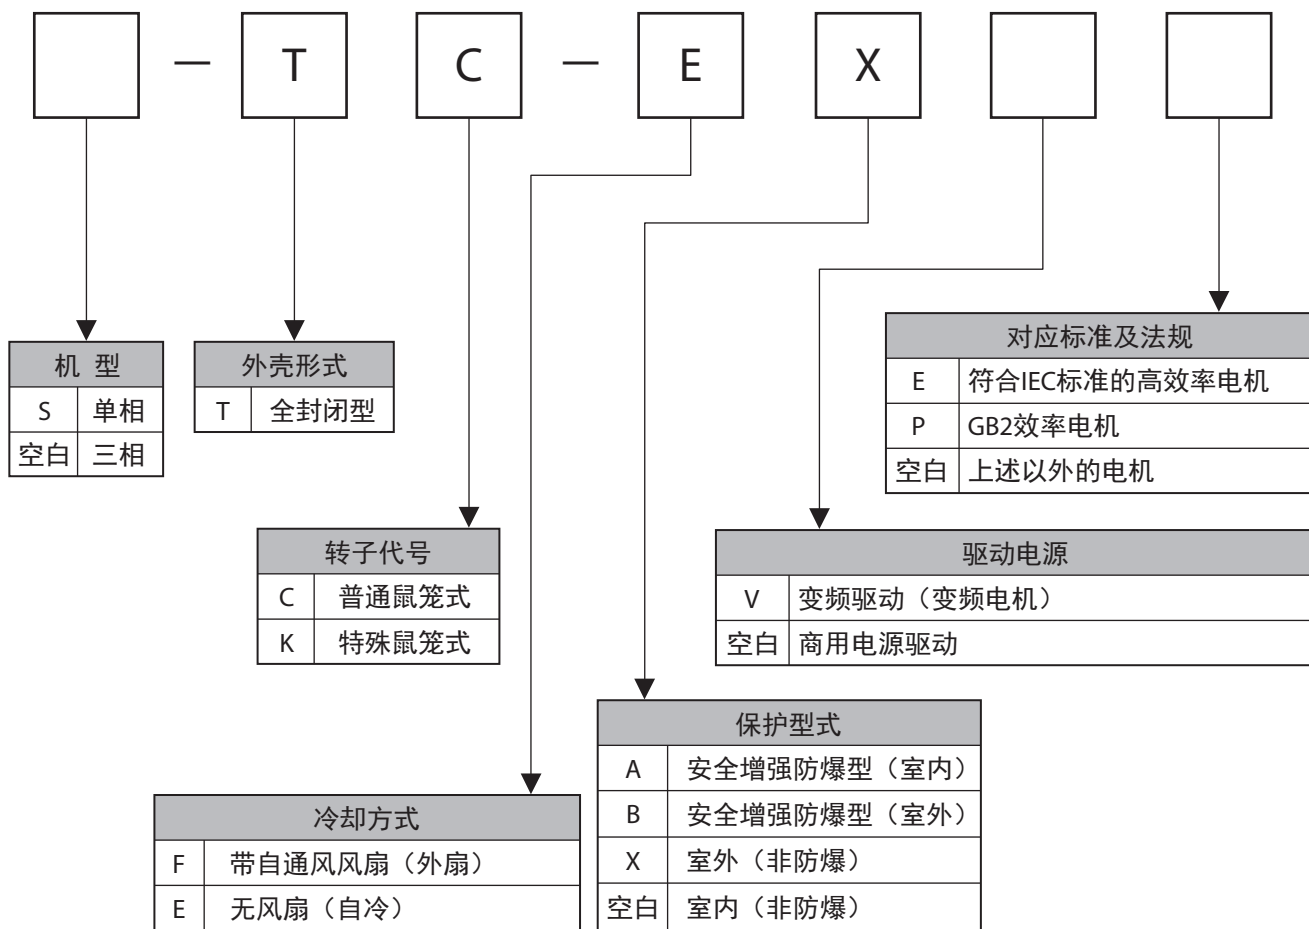 — T C — E X
机 型
S 单相
空白 三相
外壳形式
T 全封闭型
对应标准及法规
E 符合IEC标准的高效率电机
P GB2效率电机
空白 上述以外的电机
转子代号
C 普通鼠笼式
K 特殊鼠笼式
驱动电源
V 变频驱动（变频电机）
空白 商用电源驱动
冷却方式
F 带自通风风扇（外扇）
E 无风扇（自冷）
保护型式
A 安全增强防爆型（室内）
B 安全增强防爆型（室外）
X 室外（非防爆）
空白 室内（非防爆）